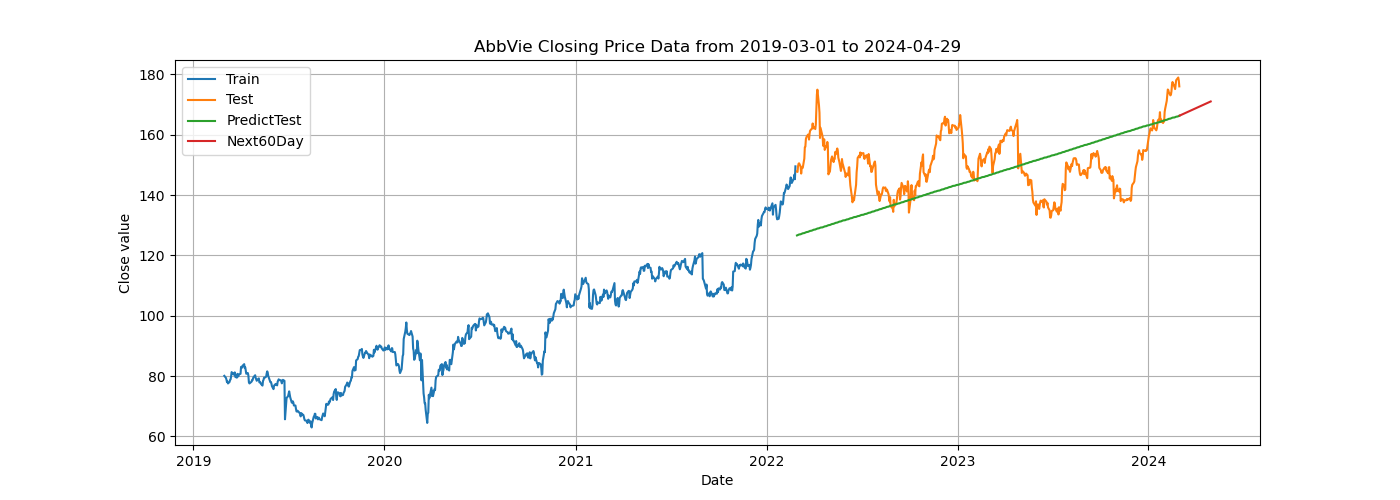 AbbVie Closing Price Data from 2019-03-01 to 2024-04-29
180
160
140
120
100
80
60
Close value
Train
Test
PredictTest
Next60Day
2019
2020
2021
2022
2023
2024
Date